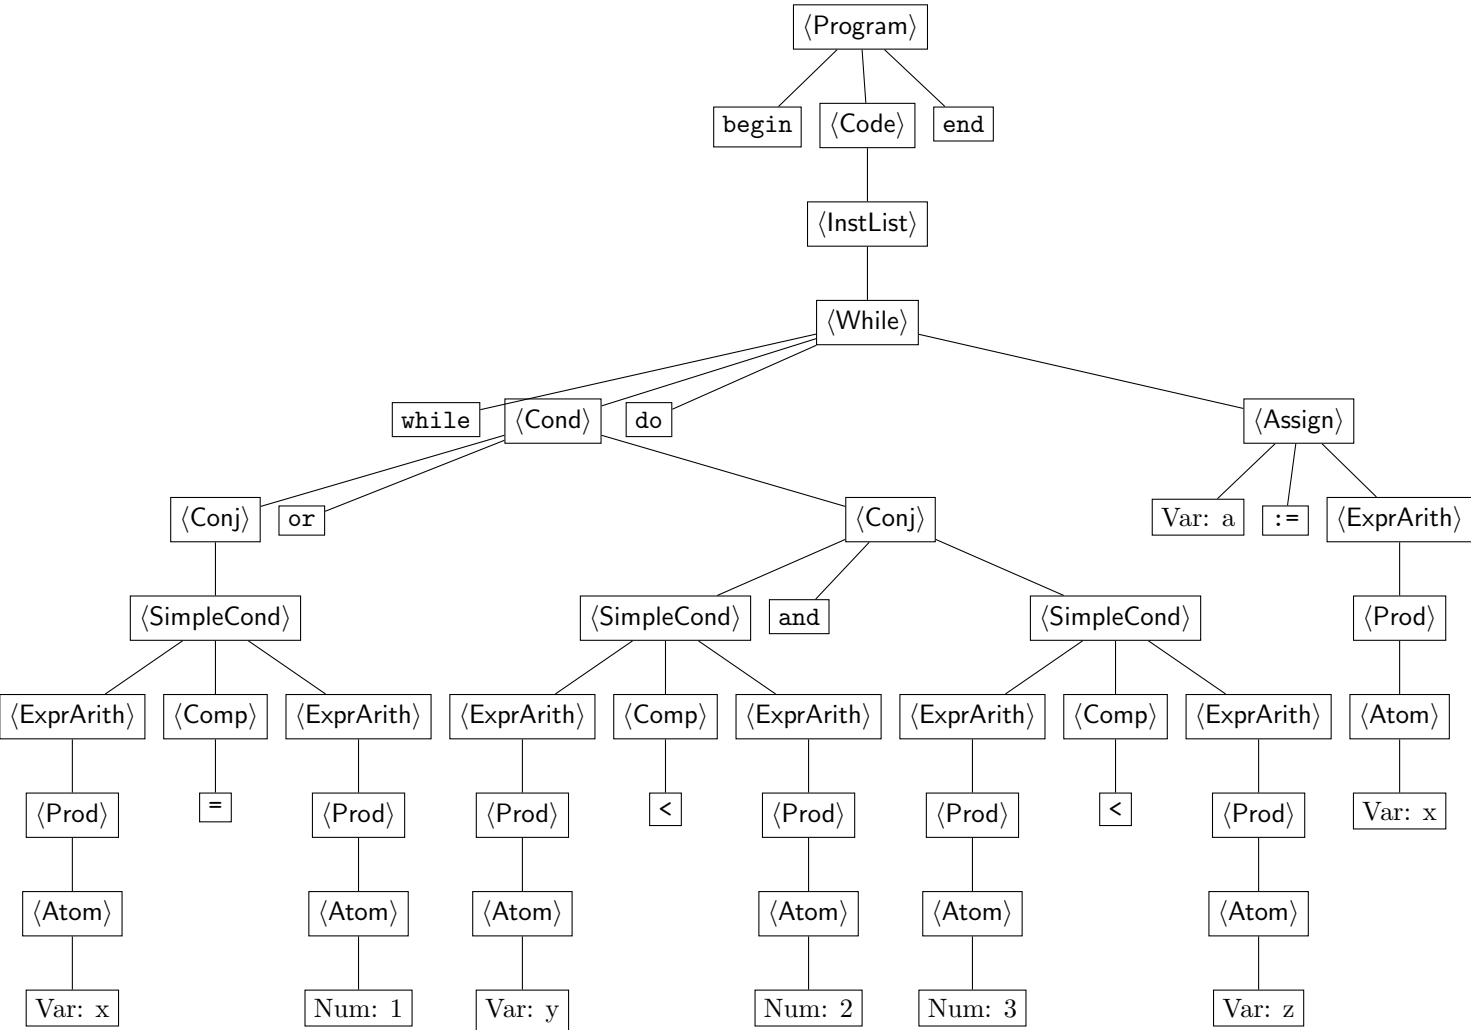 ⟨Program⟩
begin ⟨Code⟩ end
⟨InstList⟩
⟨While⟩
while ⟨Cond⟩ do ⟨Assign⟩
⟨Conj⟩ or ⟨Conj⟩ Var: a := ⟨ExprArith⟩
⟨SimpleCond⟩ ⟨SimpleCond⟩ and ⟨SimpleCond⟩ ⟨Prod⟩
⟨ExprArith⟩ ⟨Comp⟩ ⟨ExprArith⟩ ⟨ExprArith⟩ ⟨Comp⟩ ⟨ExprArith⟩ ⟨ExprArith⟩ ⟨Comp⟩ ⟨ExprArith⟩ ⟨Atom⟩
⟨Prod⟩ = ⟨Prod⟩ ⟨Prod⟩ < ⟨Prod⟩ ⟨Prod⟩ < ⟨Prod⟩ Var: x
⟨Atom⟩ ⟨Atom⟩ ⟨Atom⟩ ⟨Atom⟩ ⟨Atom⟩ ⟨Atom⟩
Var: x Num: 1 Var: y Num: 2 Num: 3 Var: z